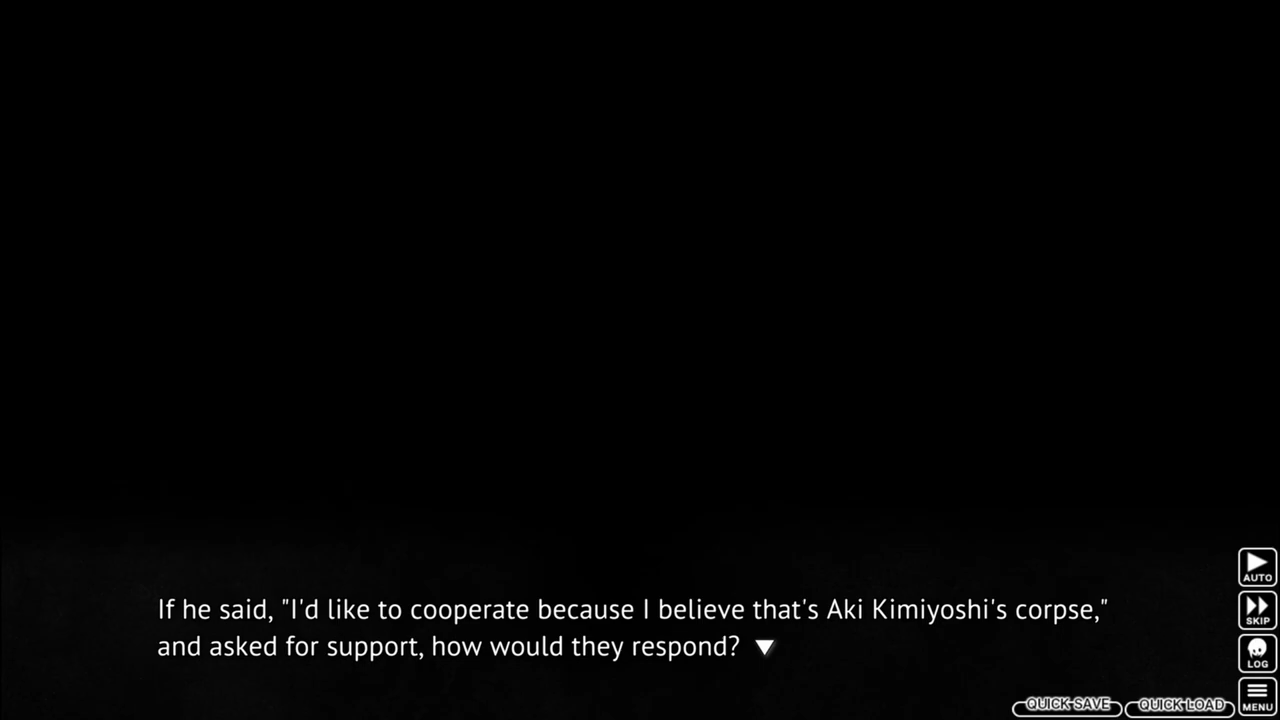 If he said, "I'd like to cooperate because I believe that's Aki Kimiyoshi's corpse,"
and asked for support, how would they respond?
AUTO
SKIP
LOG
MENU
QUICK SAVE QUICK LOAD